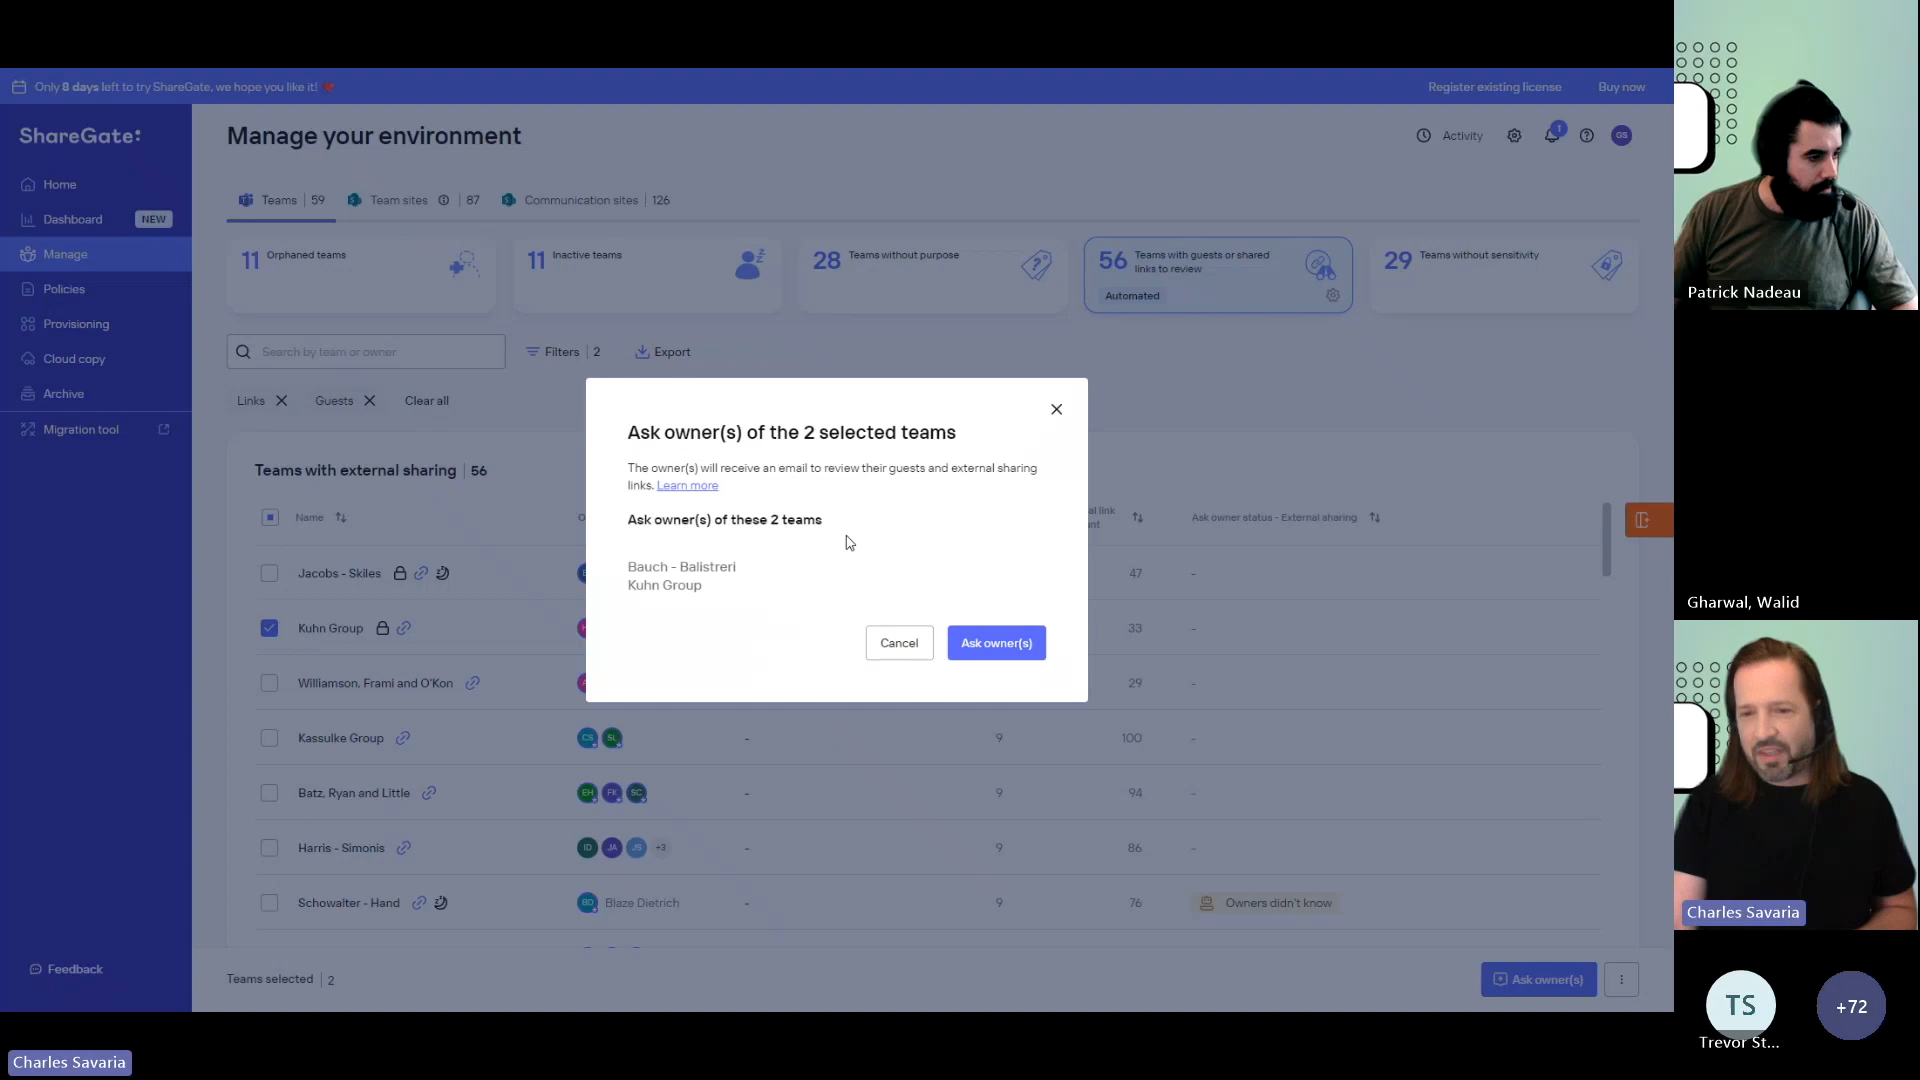 Only 8 days left to try ShareGate, we hope you like it!
Register existing license
Buy now
ShareGate:
Manage your environment
Activity
1
GS
Home
Dashboard NEW
Manage
Policies
Provisioning
Cloud copy
Archive
Migration tool
Feedback
Teams 59
Team sites 87
Communication sites 126
11 Orphaned teams
11 Inactive teams
28 Teams without purpose
56 Teams with guests or shared
links to review
Automated
29 Teams without sensitivity
Search by team or owner
Filters 2
Export
Links
Guests
Clear all
Teams with external sharing 56
Name
Ask owner status - External sharing
Jacobs - Skiles
47 -
Kuhn Group
33 -
Williamson, Frami and O'Kon
29 -
Kassulke Group CS SL - 9 100 -
Batz, Ryan and Little EH FK SC - 9 94 -
Harris - Simonis ID JA JS +3 - 9 86 -
Schowalter - Hand BD Blaze Dietrich - 9 76 Owners didn't know
Teams selected 2
Ask owner(s)
Ask owner(s) of the 2 selected teams
The owner(s) will receive an email to review their guests and external sharing
links. Learn more
Ask owner(s) of these 2 teams
Bauch - Balistreri
Kuhn Group
Cancel
Ask owner(s)
Patrick Nadeau
Gharwal, Walid
Charles Savaria
TS
Trevor St...
+72
Charles Savaria